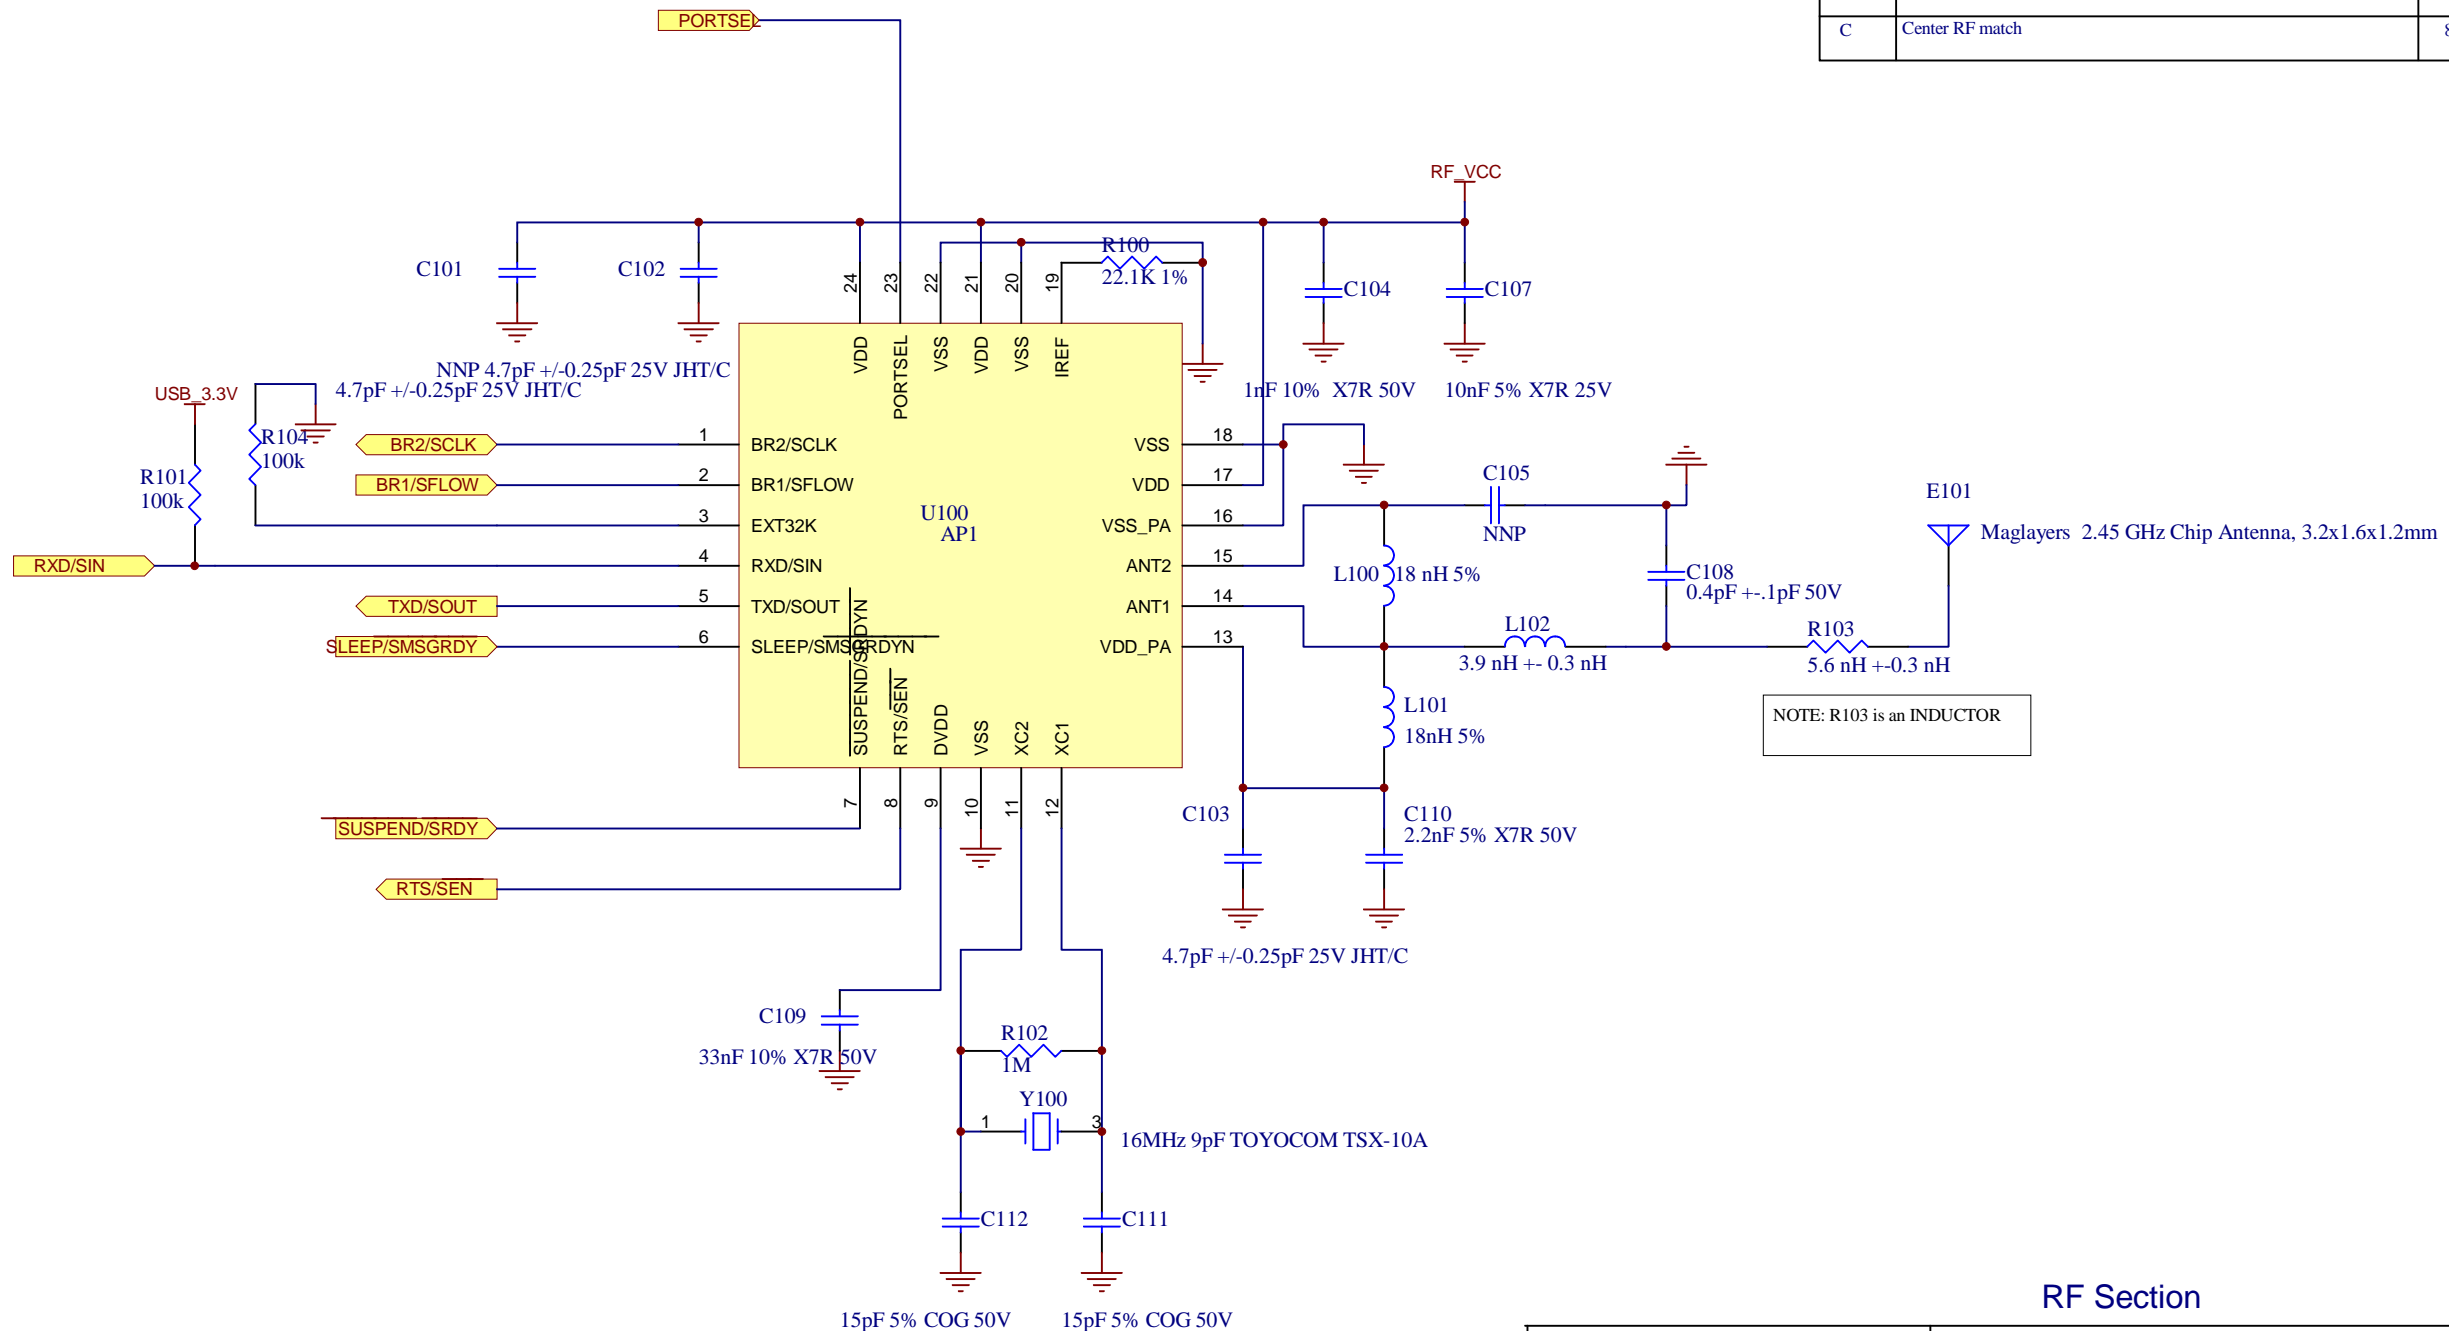 PORTSEL
C Center RF match
RF_VCC
C101
C102
R100
22.1K 1%
C104
C107
24
23
22
21
20
19
VDD
PORTSEL
VSS
VDD
VSS
IREF
NNP 4.7pF +/-0.25pF 25V JHT/C
4.7pF +/-0.25pF 25V JHT/C
1nF 10% X7R 50V
10nF 5% X7R 25V
USB_3.3V
R104
100k
R101
100k
BR2/SCLK
BR1/SFLOW
RXD/SIN
TXD/SOUT
SLEEP/SMSGRDY
SUSPEND/SRDY
RTS/SEN
1 BR2/SCLK
2 BR1/SFLOW
3 EXT32K
4 RXD/SIN
5 TXD/SOUT
6 SLEEP/SMSGRDYN
U100
AP1
VSS 18
VDD 17
VSS_PA 16
ANT2 15
ANT1 14
VDD_PA 13
SUSPEND/SRDYN
RTS/SEN
DVDD
VSS
XC2
XC1
7
8
9
10
11
12
C105
NNP
E101
Maglayers 2.45 GHz Chip Antenna, 3.2x1.6x1.2mm
L100 18 nH 5%
C108
0.4pF +-.1pF 50V
L102
3.9 nH +- 0.3 nH
R103
5.6 nH +-0.3 nH
NOTE: R103 is an INDUCTOR
L101
18nH 5%
C103
C110
2.2nF 5% X7R 50V
4.7pF +/-0.25pF 25V JHT/C
C109
33nF 10% X7R 50V
R102
1M
Y100
1
3
16MHz 9pF TOYOCOM TSX-10A
C112
C111
15pF 5% COG 50V
15pF 5% COG 50V
RF Section